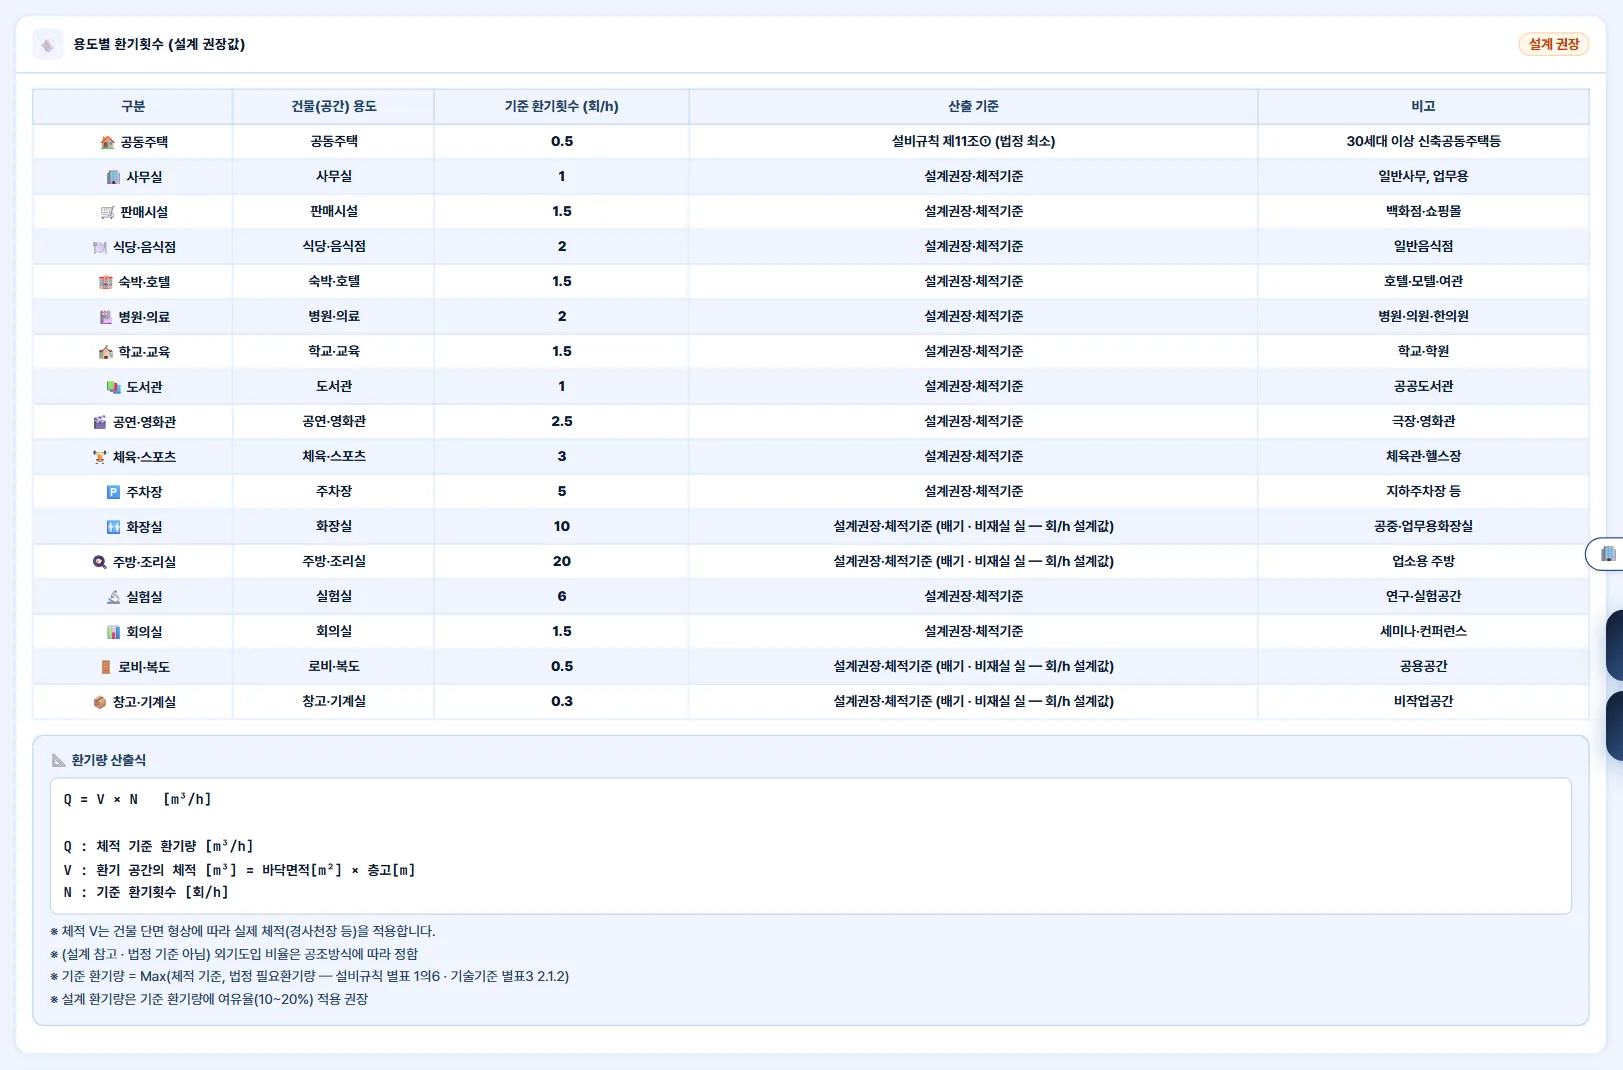 용도별 환기횟수 (설계 권장값)
설계 권장
구분 건물(공간) 용도 기준 환기횟수 (회/h) 산출 기준 비고
공동주택 공동주택 0.5 설비규칙 제11조① (법정 최소) 30세대 이상 신축공동주택등
사무실 사무실 1 설계권장·체적기준 일반사무, 업무용
판매시설 판매시설 1.5 설계권장·체적기준 백화점·쇼핑몰
식당·음식점 식당·음식점 2 설계권장·체적기준 일반음식점
숙박·호텔 숙박·호텔 1.5 설계권장·체적기준 호텔·모텔·여관
병원·의료 병원·의료 2 설계권장·체적기준 병원·의원·한의원
학교·교육 학교·교육 1.5 설계권장·체적기준 학교·학원
도서관 도서관 1 설계권장·체적기준 공공도서관
공연·영화관 공연·영화관 2.5 설계권장·체적기준 극장·영화관
체육·스포츠 체육·스포츠 3 설계권장·체적기준 체육관·헬스장
주차장 주차장 5 설계권장·체적기준 지하주차장 등
화장실 화장실 10 설계권장·체적기준 (배기 · 비재실 실 — 회/h 설계값) 공중·업무용화장실
주방·조리실 주방·조리실 20 설계권장·체적기준 (배기 · 비재실 실 — 회/h 설계값) 업소용 주방
실험실 실험실 6 설계권장·체적기준 연구·실험공간
회의실 회의실 1.5 설계권장·체적기준 세미나·컨퍼런스
로비·복도 로비·복도 0.5 설계권장·체적기준 (배기 · 비재실 실 — 회/h 설계값) 공용공간
창고·기계실 창고·기계실 0.3 설계권장·체적기준 (배기 · 비재실 실 — 회/h 설계값) 비작업공간
환기량 산출식
Q = V × N [m³/h]
Q : 체적 기준 환기량 [m³/h]
V : 환기 공간의 체적 [m³] = 바닥면적[m²] × 층고[m]
N : 기준 환기횟수 [회/h]
※ 체적 V는 건물 단면 형상에 따라 실제 체적(경사천장 등)을 적용합니다.
※ (설계 참고 · 법정 기준 아님) 외기도입 비율은 공조방식에 따라 정함
※ 기준 환기량 = Max(체적 기준, 법정 필요환기량 — 설비규칙 별표 1의6 · 기술기준 별표3 2.1.2)
※ 설계 환기량은 기준 환기량에 여유율(10~20%) 적용 권장